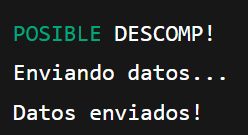 POSIBLE DESCOMP!
Enviando datos...
Datos enviados!